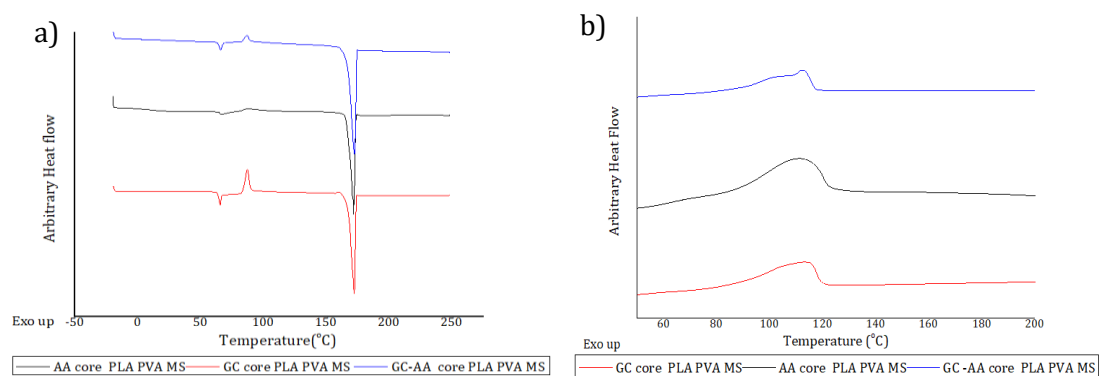 a)
Arbitrary Heat flow
Exo up
-50 0 50 100 150 200 250
Temperature(°C)
AA core PLA PVA MS GC core PLA PVA MS GC-AA core PLA PVA MS
b)
Arbitrary Heat Flow
60 80 100 120 140 160 180 200
Temperature (°C)
Exo up
GC core PLA PVA MS AA core PLA PVA MS GC -AA core PLA PVA MS